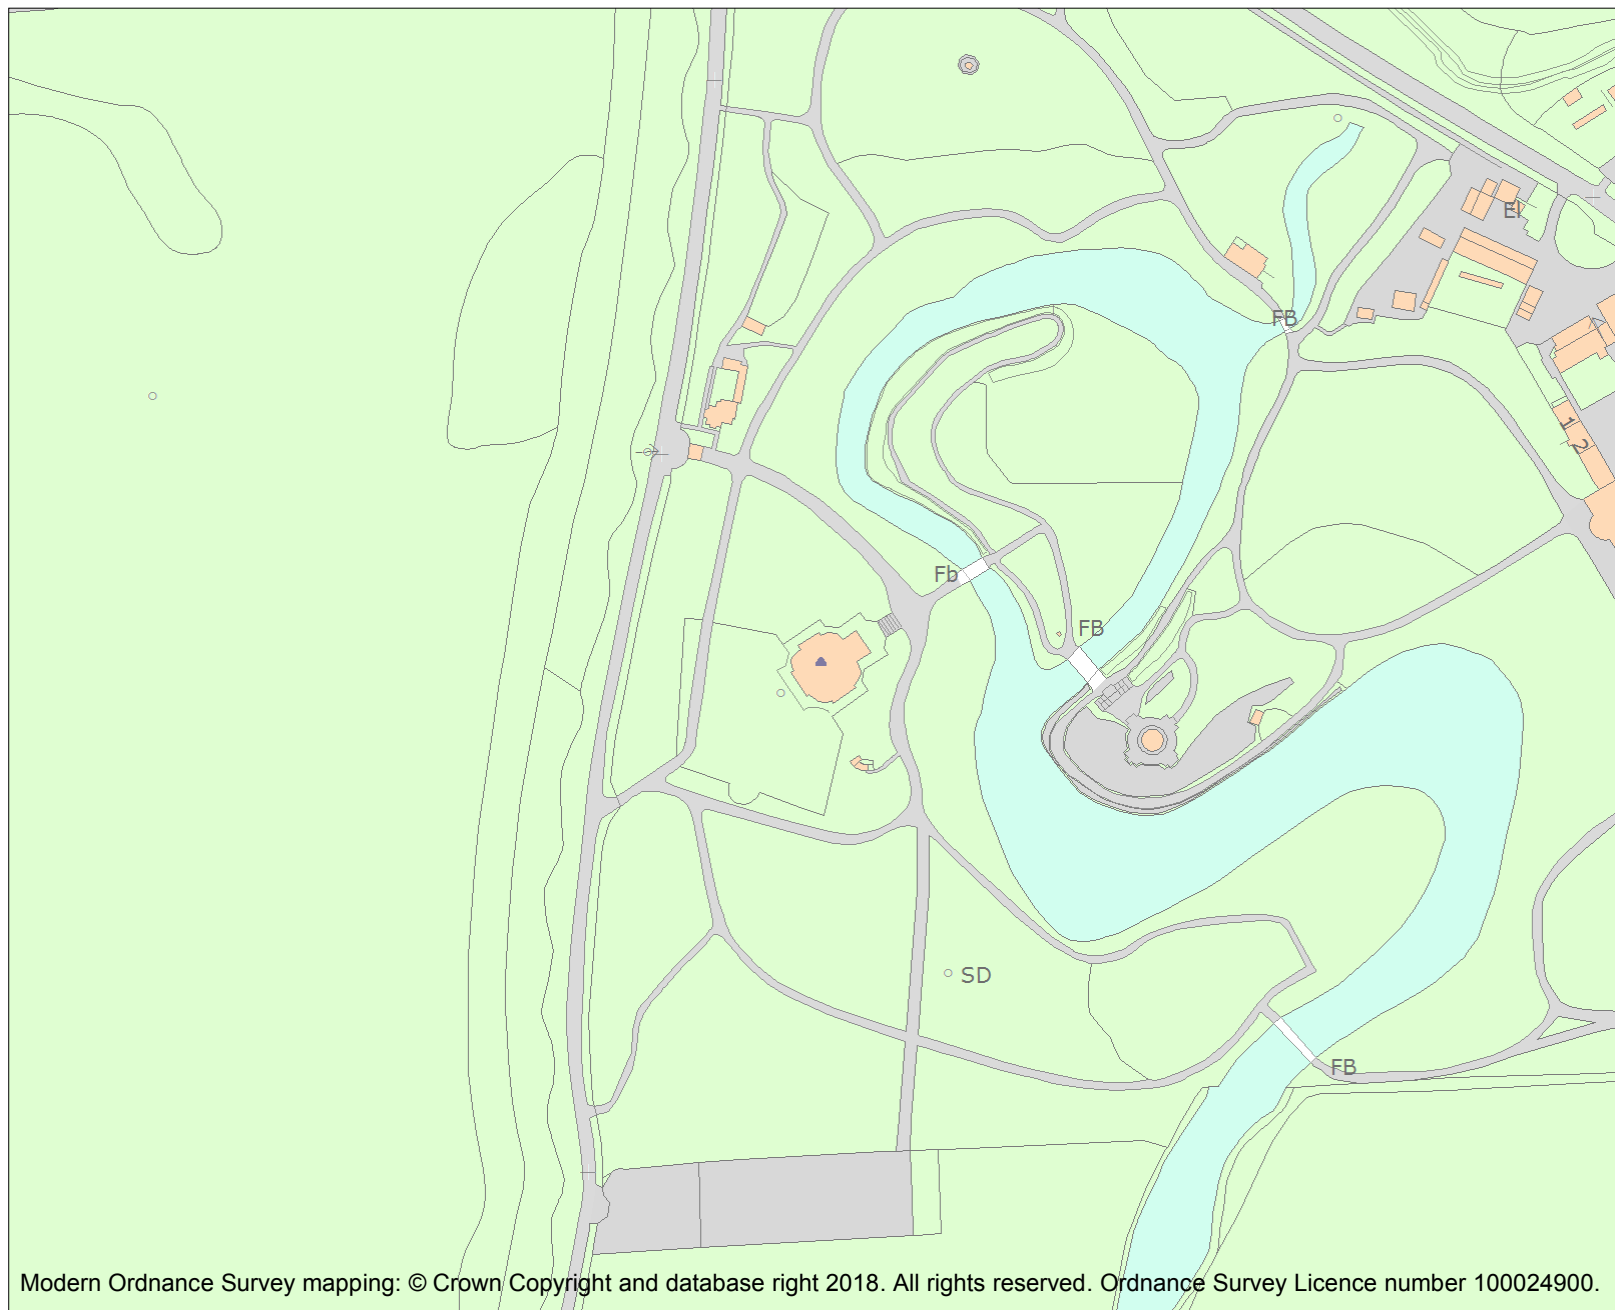 El
FB
1
2
Fb
FB
SD
FB
Modern Ordnance Survey mapping: © Crown Copyright and database right 2018. All rights reserved. Ordnance Survey Licence number 100024900.